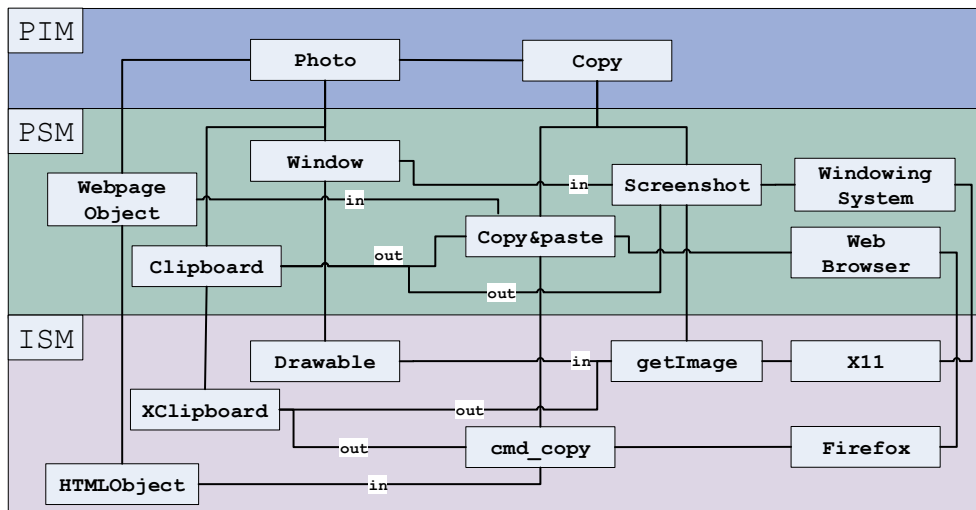 PIM
Photo
Copy
PSM
Window
Webpage
Object
in
in
Screenshot
Windowing
System
Copy&paste
Web
Browser
Clipboard
out
out
ISM
Drawable
in
getImage
X11
XClipboard
out
out
cmd_copy
Firefox
HTMLObject
in